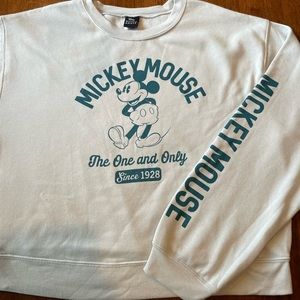 MICKEY MOUSE
The One and Only
Since 1928
MICKEY MOUSE